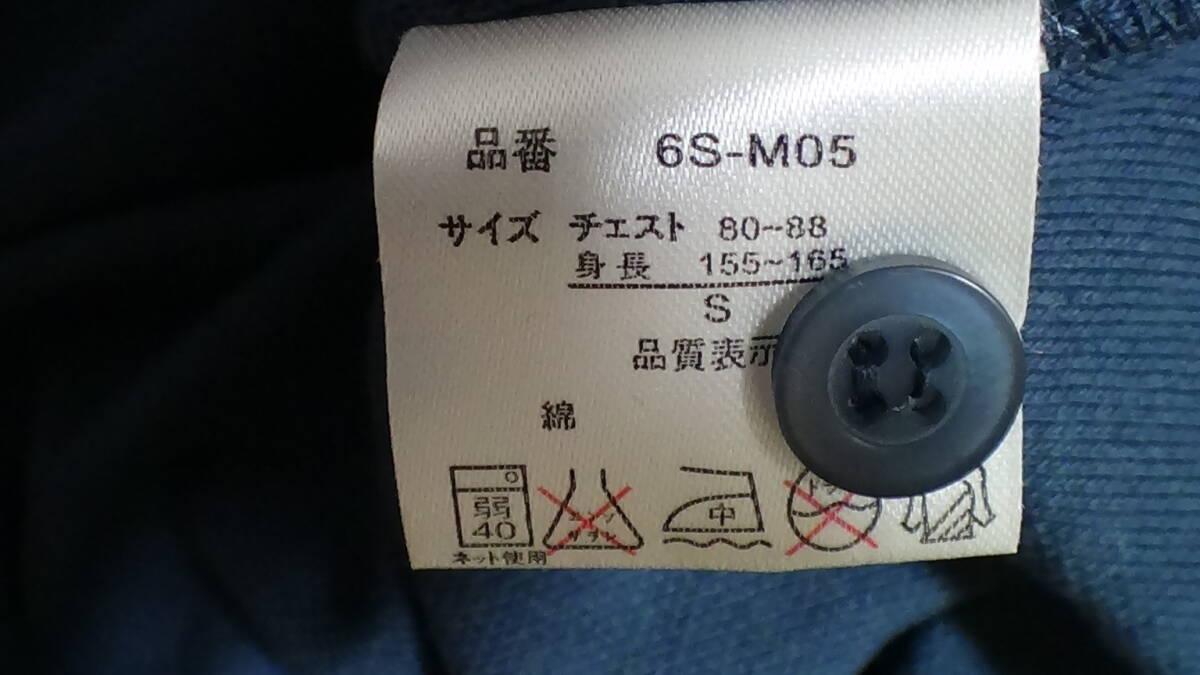 品番 6S-M05
サイズ チェスト 80~88
身長 155~165
S
品質表示
綿
弱 40 中
ネット使用